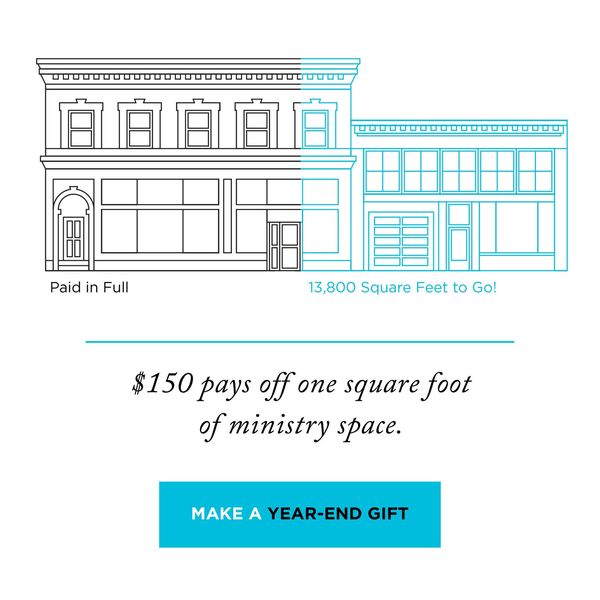 Paid in Full
13,800 Square Feet to Go!
$150 pays off one square foot
of ministry space.
MAKE A YEAR-END GIFT